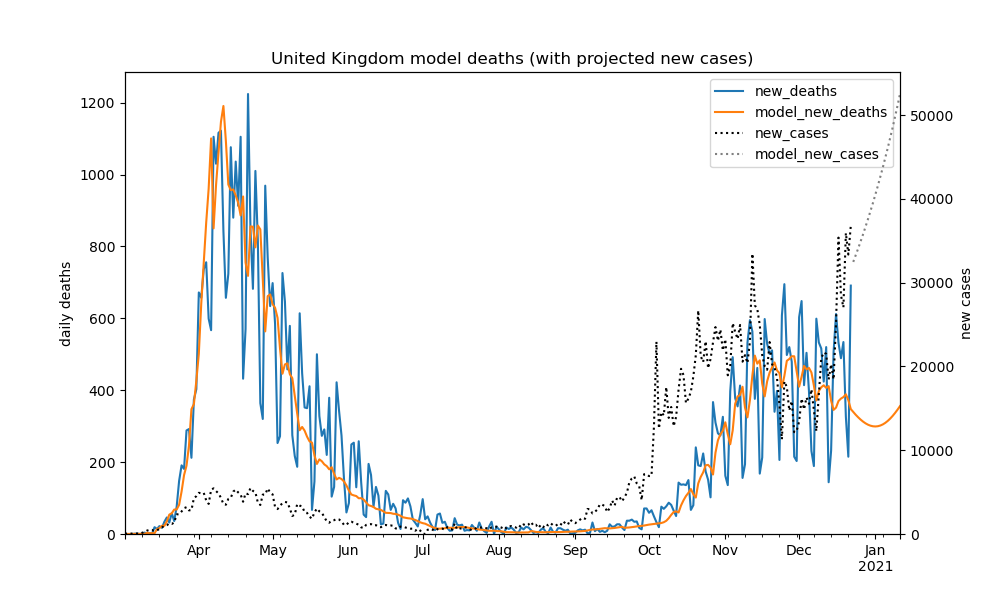 United Kingdom model deaths (with projected new cases)
new_deaths
model_new_deaths
new_cases
model_new_cases
daily deaths
1200
1000
800
600
400
200
0
new cases
50000
40000
30000
20000
10000
0
Apr May Jun Jul Aug Sep Oct Nov Dec Jan
2021